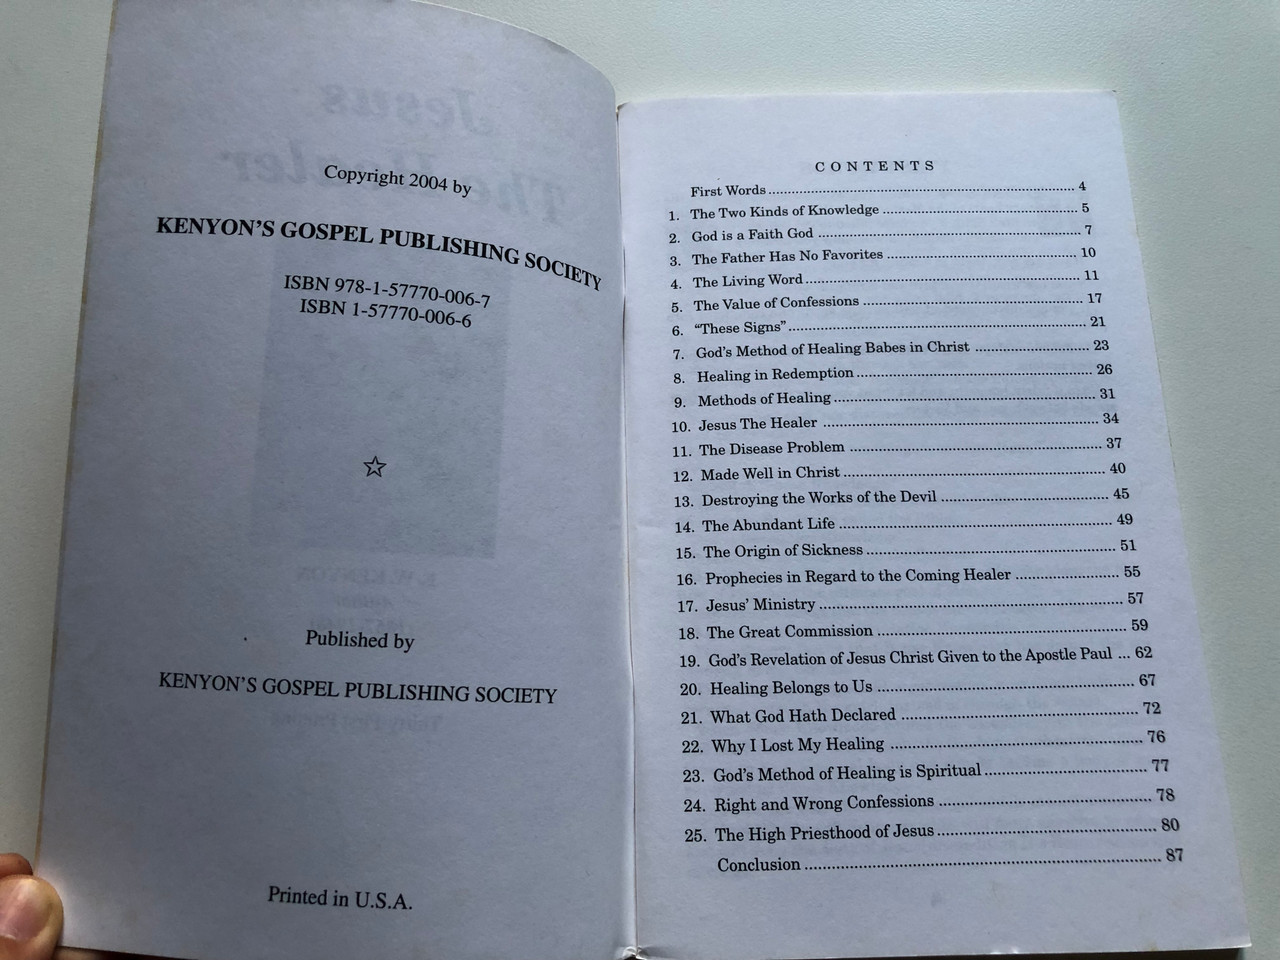 Copyright 2004 by
KENYON'S GOSPEL PUBLISHING SOCIETY
ISBN 978-1-57770-006-7
ISBN 1-57770-006-6
☆
Published by
KENYON'S GOSPEL PUBLISHING SOCIETY
Printed in U.S.A.
CONTENTS
First Words ........ 4
1. The Two Kinds of Knowledge ........ 5
2. God is a Faith God ........ 7
3. The Father Has No Favorites ........ 10
4. The Living Word ........ 11
5. The Value of Confessions ........ 17
6. “These Signs” ........ 21
7. God's Method of Healing Babes in Christ ........ 23
8. Healing in Redemption ........ 26
9. Methods of Healing ........ 31
10. Jesus The Healer ........ 34
11. The Disease Problem ........ 37
12. Made Well in Christ ........ 40
13. Destroying the Works of the Devil ........ 45
14. The Abundant Life ........ 49
15. The Origin of Sickness ........ 51
16. Prophecies in Regard to the Coming Healer ........ 55
17. Jesus' Ministry ........ 57
18. The Great Commission ........ 59
19. God's Revelation of Jesus Christ Given to the Apostle Paul ... 62
20. Healing Belongs to Us ........ 67
21. What God Hath Declared ........ 72
22. Why I Lost My Healing ........ 76
23. God's Method of Healing is Spiritual ........ 77
24. Right and Wrong Confessions ........ 78
25. The High Priesthood of Jesus ........ 80
Conclusion ........ 87